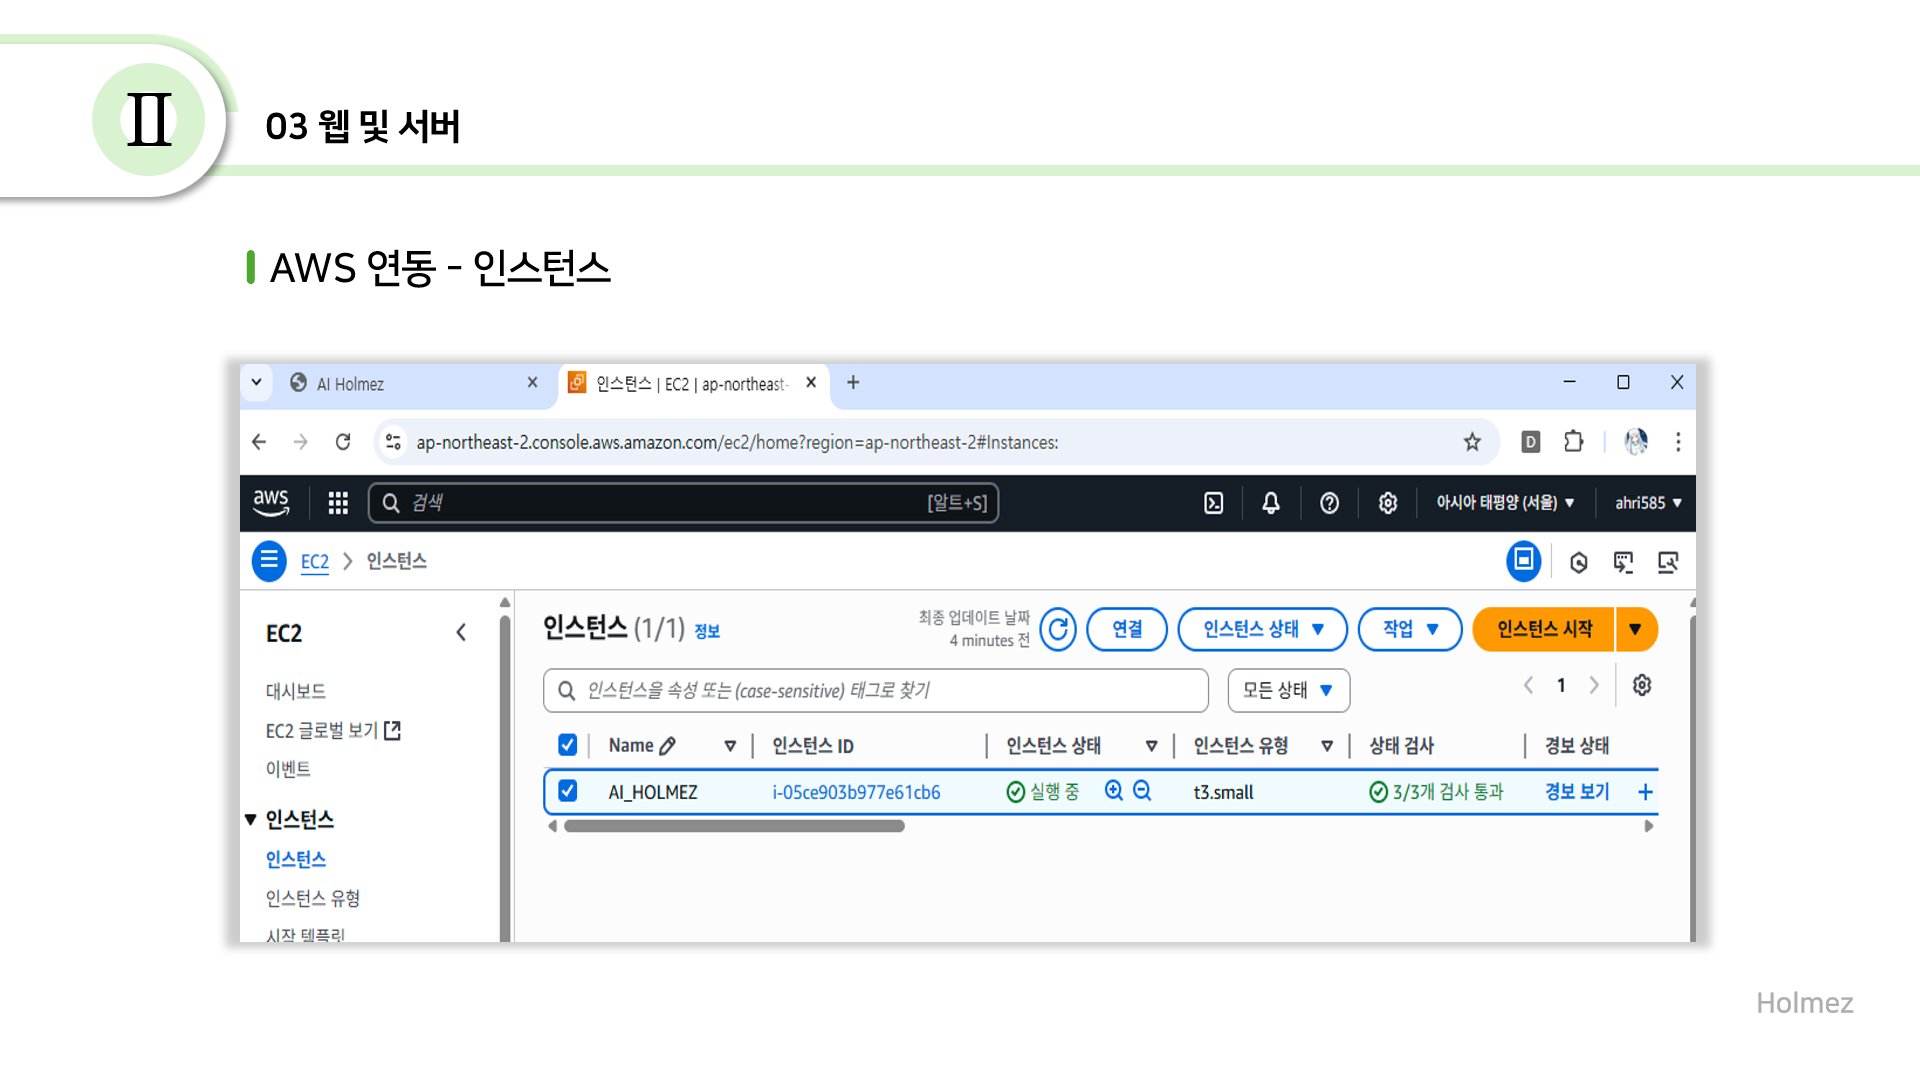 Ⅱ
03 웹 및 서버
AWS 연동 - 인스턴스
AI Holmez
인스턴스 | EC2 | ap-northeast-
ap-northeast-2.console.aws.amazon.com/ec2/home?region=ap-northeast-2#Instances:
D
aws
검색
[알트+S]
아시아 태평양 (서울)
ahri585
EC2
인스턴스
EC2
대시보드
EC2 글로벌 보기
이벤트
인스턴스
인스턴스
인스턴스 유형
시작 템플릿
인스턴스 (1/1) 정보
최종 업데이트 날짜
4 minutes 전
연결
인스턴스 상태
작업
인스턴스 시작
인스턴스을 속성 또는 (case-sensitive) 태그로 찾기
모든 상태
1
Name 인스턴스 ID 인스턴스 상태 인스턴스 유형 상태 검사 경보 상태
AI_HOLMEZ i-05ce903b977e61cb6 실행 중 t3.small 3/3개 검사 통과 경보 보기
Holmez